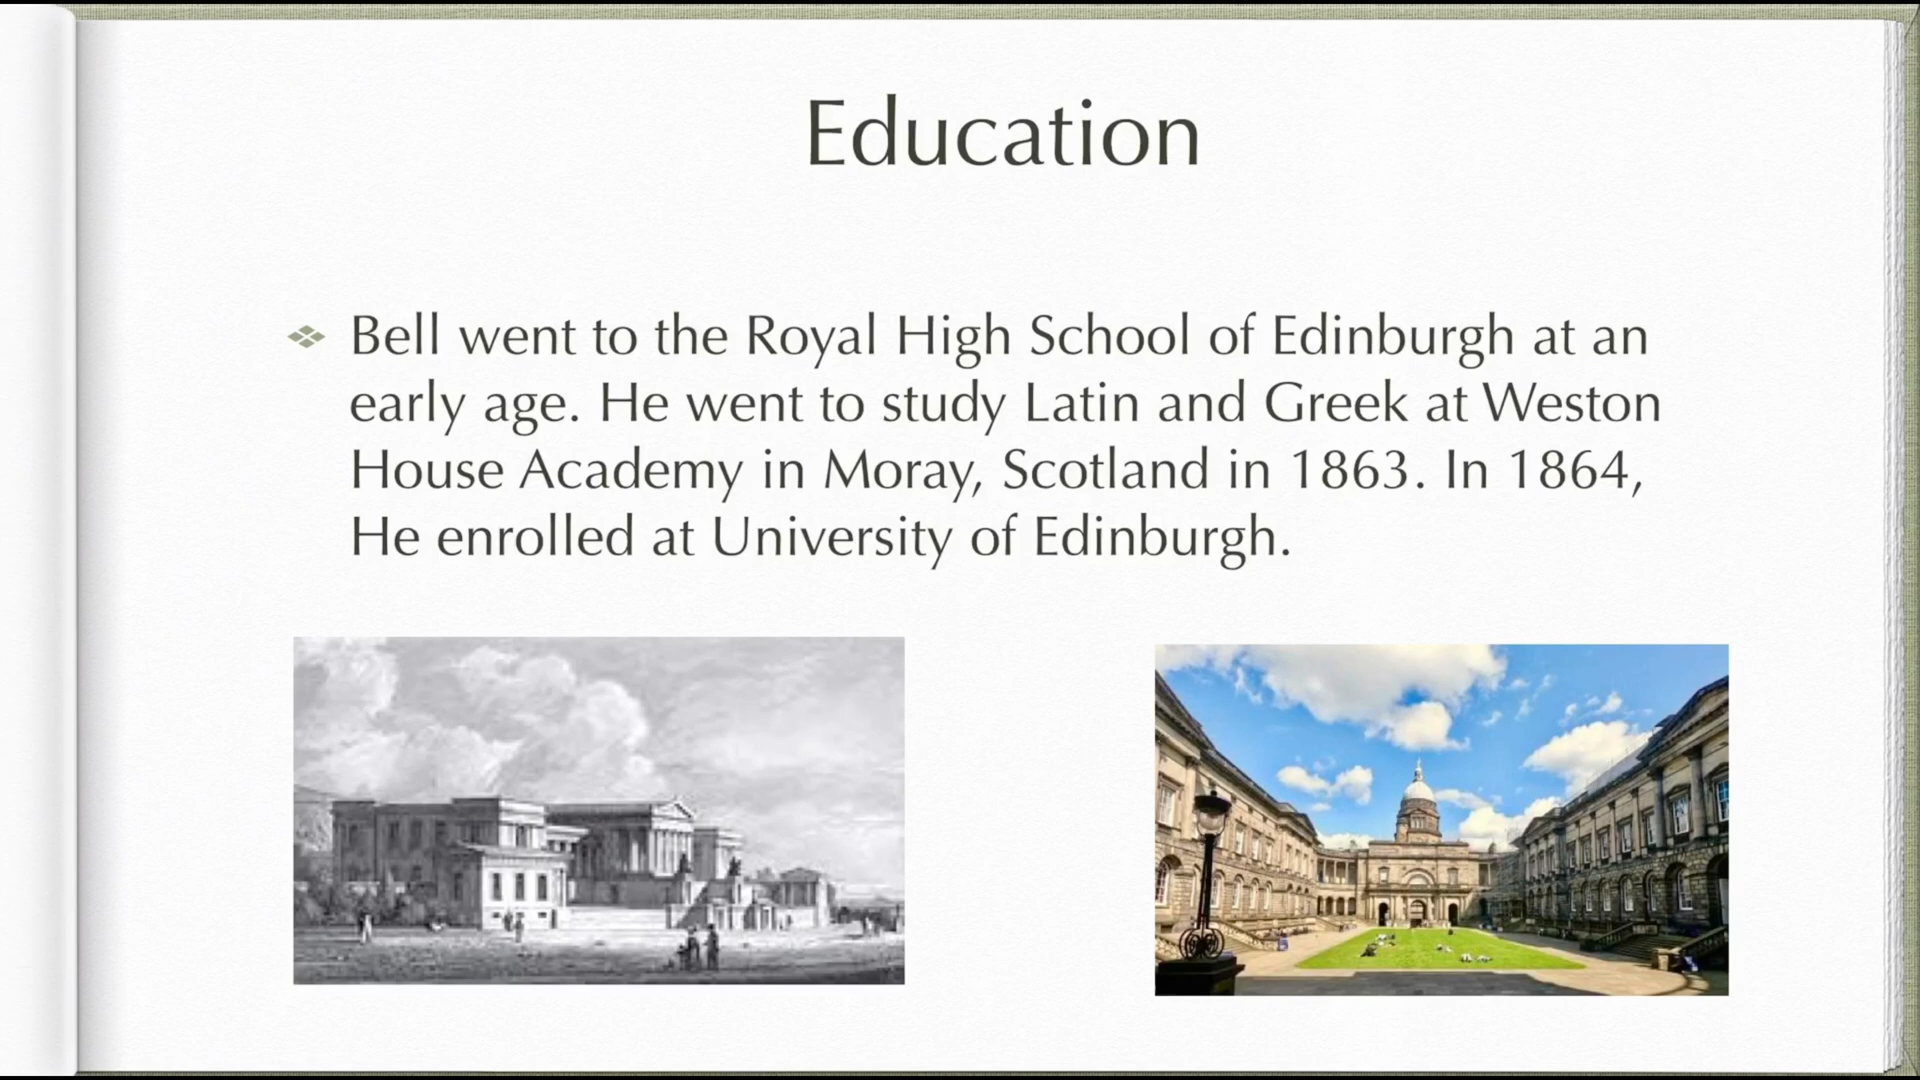 Education
Bell went to the Royal High School of Edinburgh at an
early age. He went to study Latin and Greek at Weston
House Academy in Moray, Scotland in 1863. In 1864,
He enrolled at University of Edinburgh.